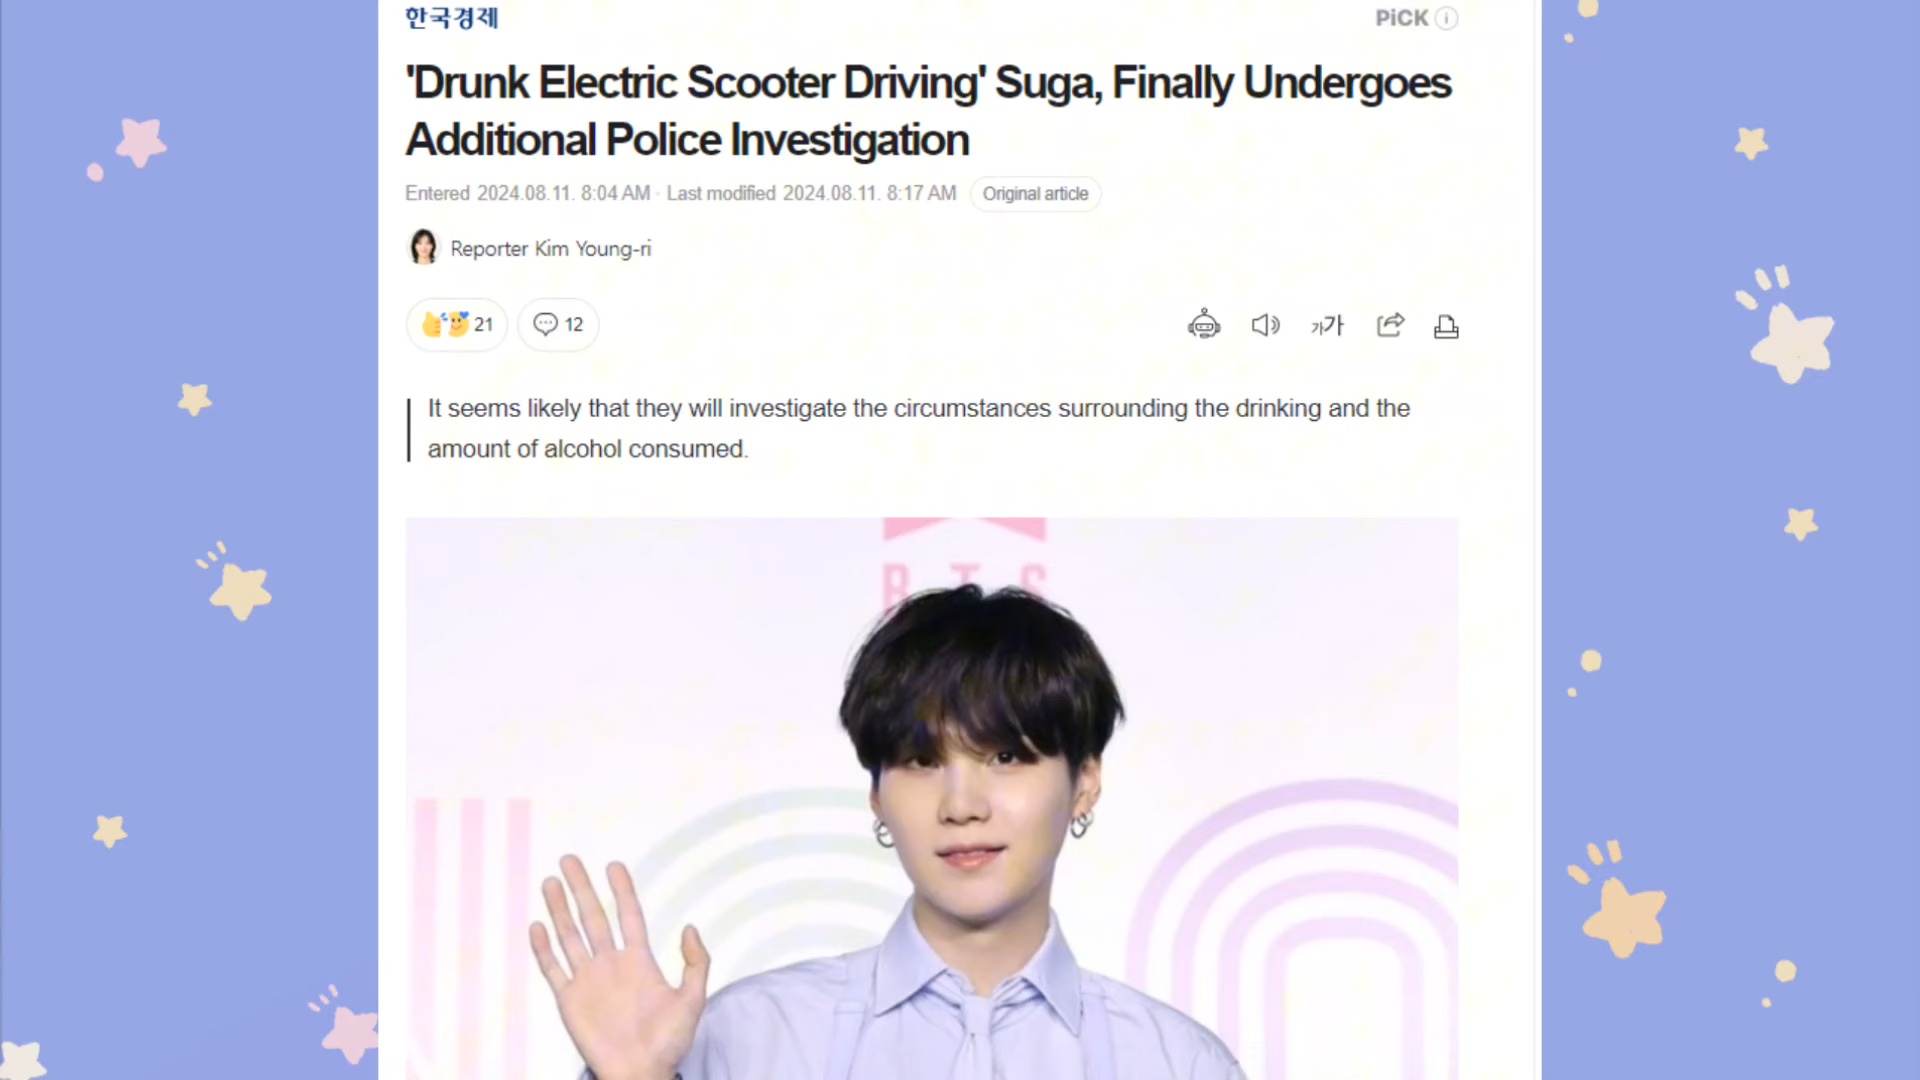 한국경제
PiCK i
'Drunk Electric Scooter Driving' Suga, Finally Undergoes
Additional Police Investigation
Entered 2024.08.11. 8:04 AM · Last modified 2024.08.11. 8:17 AM Original article
Reporter Kim Young-ri
21 12 가가
It seems likely that they will investigate the circumstances surrounding the drinking and the
amount of alcohol consumed.
BTS